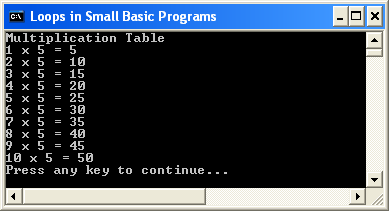 Loops in Small Basic Programs
Multiplication Table
1 x 5 = 5
2 x 5 = 10
3 x 5 = 15
4 x 5 = 20
5 x 5 = 25
6 x 5 = 30
7 x 5 = 35
8 x 5 = 40
9 x 5 = 45
10 x 5 = 50
Press any key to continue...